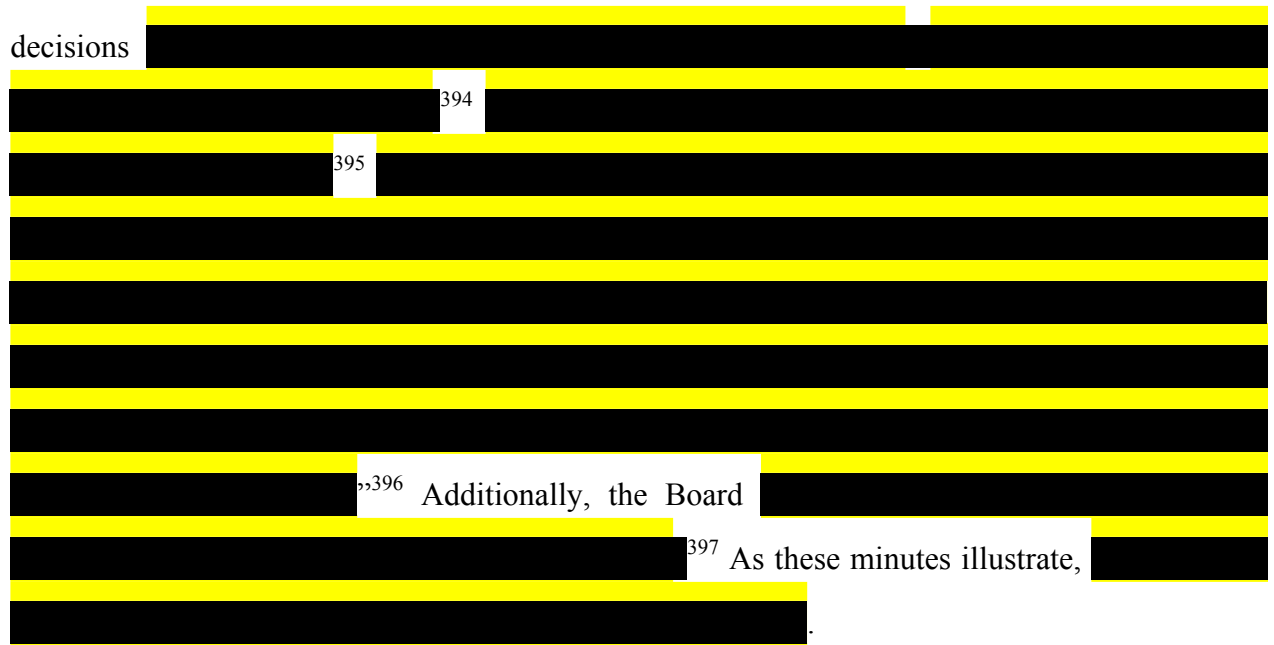 decisions
394
395
”396 Additionally, the Board
397 As these minutes illustrate,
.